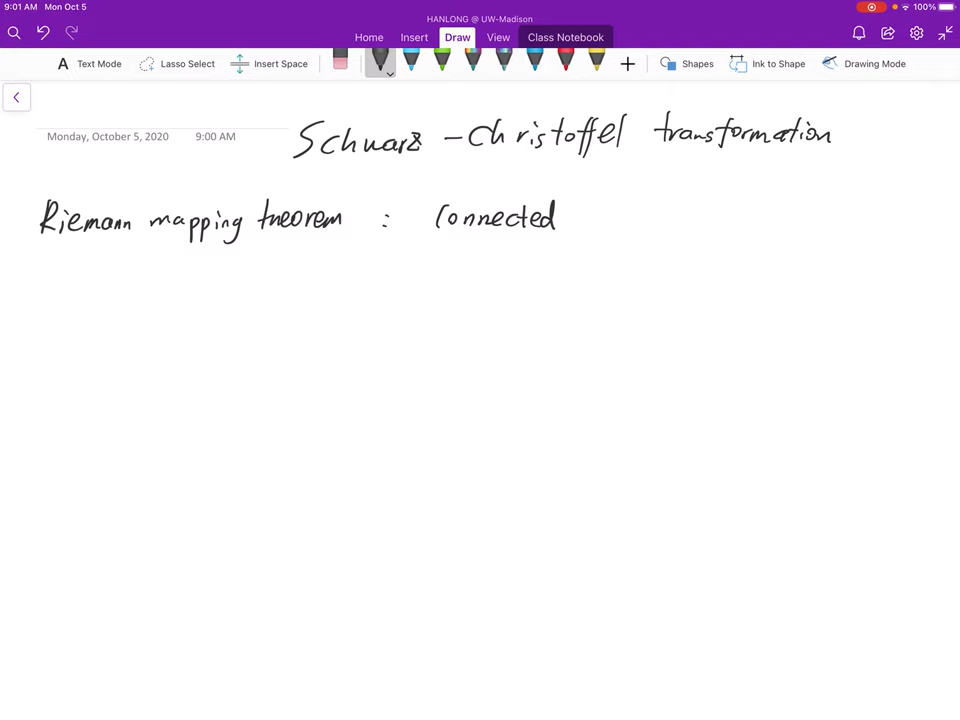 9:01 AM Mon Oct 5
100%
HANLONG @ UW-Madison
Home Insert Draw View Class Notebook
A Text Mode Lasso Select Insert Space Shapes Ink to Shape Drawing Mode
Monday, October 5, 2020 9:00 AM
Schwarz - Christoffel transformation
Riemann mapping theorem : connected